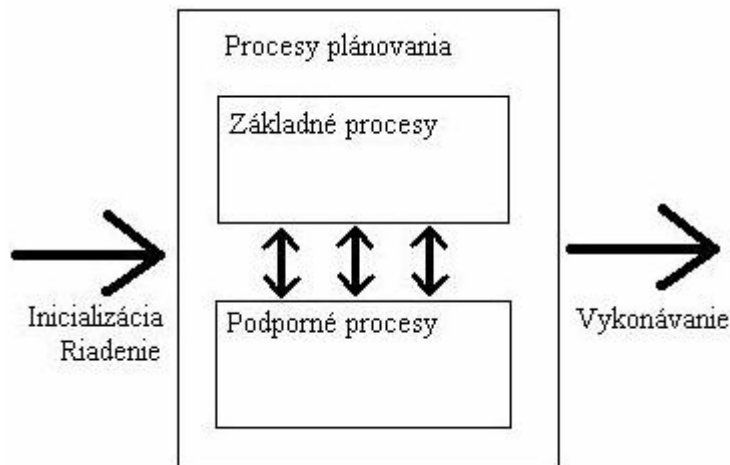 Procesy plánovania
Základné procesy
Inicializácia
Riadenie
Podporné procesy
Vykonávanie